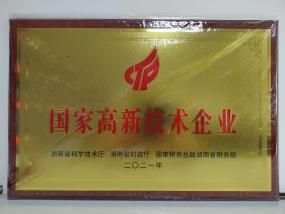 国家高新技术企业
湖南省科学技术厅 湖南省财政厅 国家税务总局湖南省税务局
二〇二一年